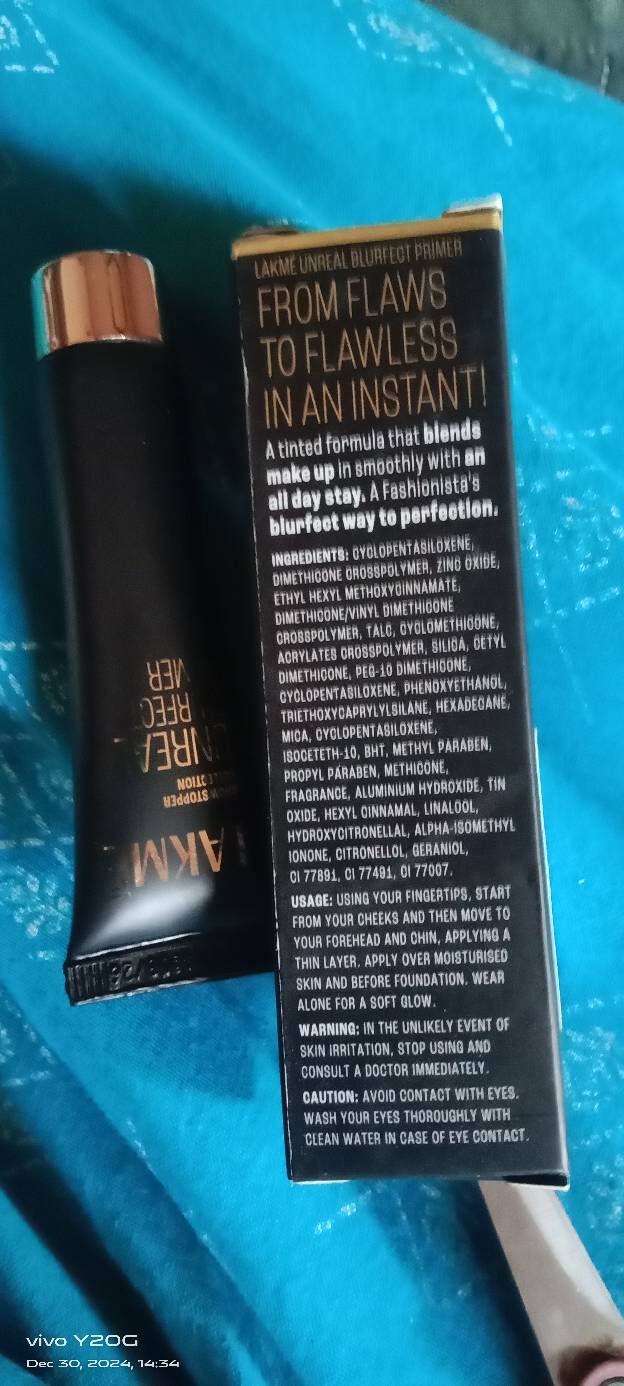 LAKMÉ UNREAL BLURFECT PRIMER
FROM FLAWS
TO FLAWLESS
IN AN INSTANT!
A tinted formula that blends
make up in smoothly with an
all day stay. A Fashionista's
blurfect way to perfection.
INGREDIENTS: CYCLOPENTASILOXENE,
DIMETHICONE CROSSPOLYMER, ZINC OXIDE,
ETHYL HEXYL METHOXYCINNAMATE,
DIMETHICONE/VINYL DIMETHICONE
CROSSPOLYMER, TALC, CYCLOMETHICONE,
ACRYLATES CROSSPOLYMER, SILICA, CETYL
DIMETHICONE, PEG-10 DIMETHICONE,
CYCLOPENTASILOXENE, PHENOXYETHANOL,
TRIETHOXYCAPRYLYLSILANE, HEXADECANE,
MICA, CYCLOPENTASILOXENE,
ISOCETETH-10, BHT, METHYL PARABEN,
PROPYL PARABEN, METHICONE,
FRAGRANCE, ALUMINIUM HYDROXIDE, TIN
OXIDE, HEXYL CINNAMAL, LINALOOL,
HYDROXYCITRONELLAL, ALPHA-ISOMETHYL
IONONE, CITRONELLOL, GERANIOL,
CI 77891, CI 77491, CI 77007.
USAGE: USING YOUR FINGERTIPS, START
FROM YOUR CHEEKS AND THEN MOVE TO
YOUR FOREHEAD AND CHIN, APPLYING A
THIN LAYER. APPLY OVER MOISTURISED
SKIN AND BEFORE FOUNDATION. WEAR
ALONE FOR A SOFT GLOW.
WARNING: IN THE UNLIKELY EVENT OF
SKIN IRRITATION, STOP USING AND
CONSULT A DOCTOR IMMEDIATELY.
CAUTION: AVOID CONTACT WITH EYES.
WASH YOUR EYES THOROUGHLY WITH
CLEAN WATER IN CASE OF EYE CONTACT.
LAKMÉ
STOPPER
UNREAL
vivo Y20G
Dec 30, 2024, 14:34